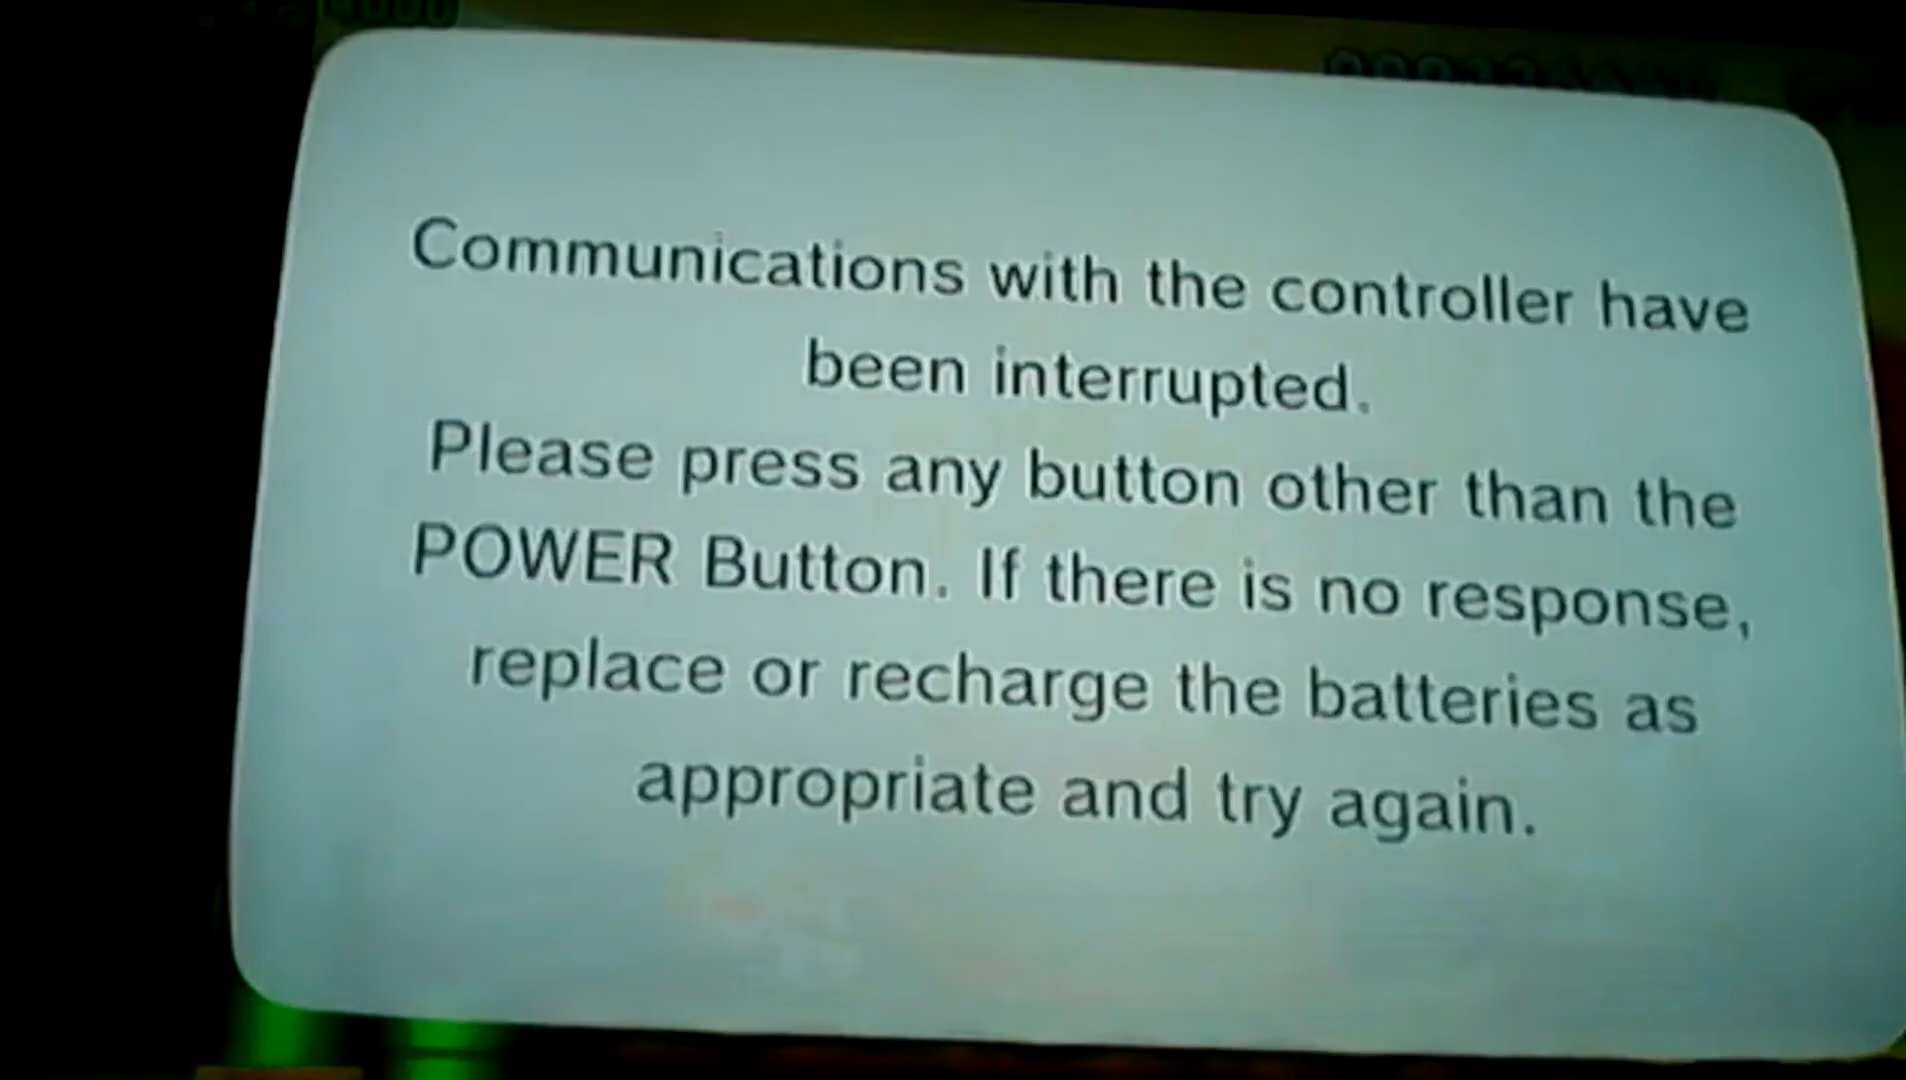 Communications with the controller have
been interrupted.
Please press any button other than the
POWER Button. If there is no response,
replace or recharge the batteries as
appropriate and try again.